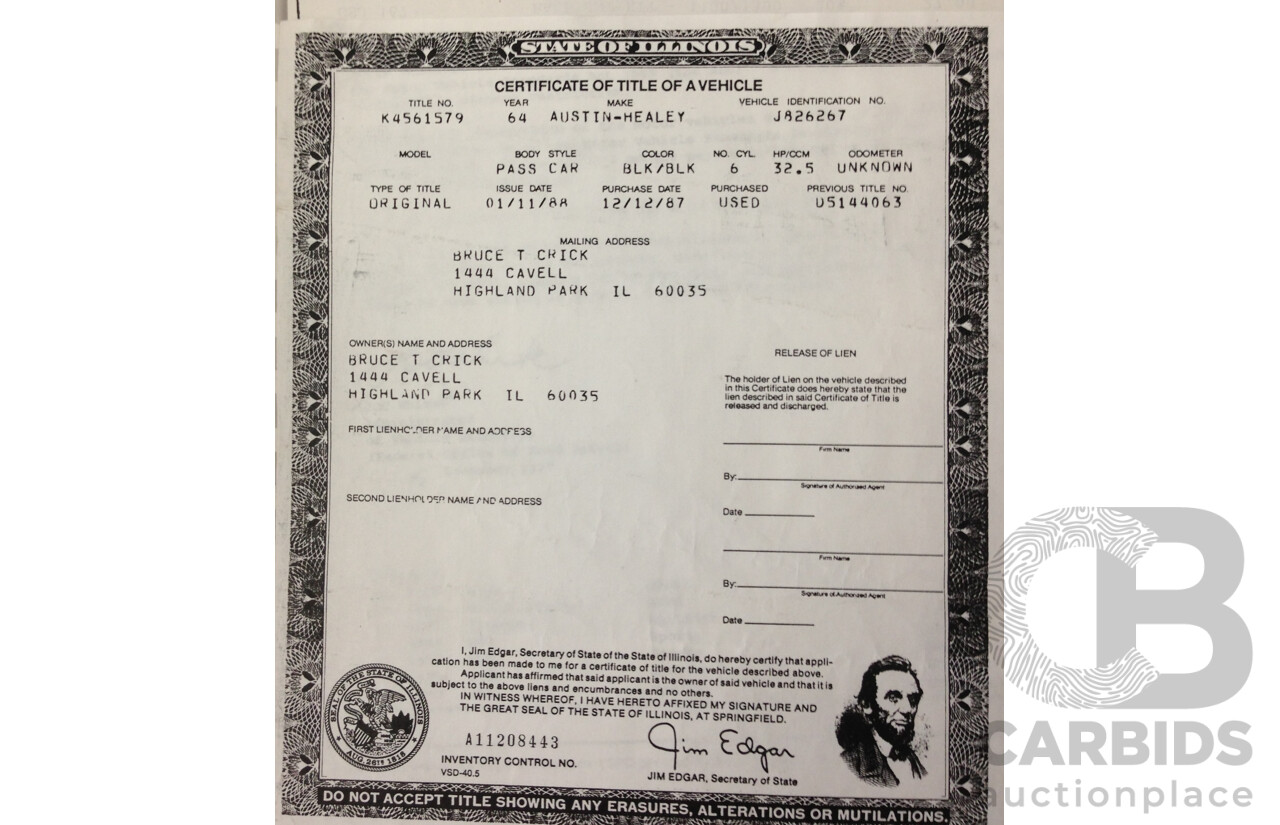 STATE OF ILLINOIS
CERTIFICATE OF TITLE OF A VEHICLE
TITLE NO. YEAR MAKE VEHICLE IDENTIFICATION NO.
K4561579 64 AUSTIN-HEALEY J826267
MODEL BODY STYLE COLOR NO. CYL. HP/CCM ODOMETER
PASS CAR BLK/BLK 6 32.5 UNKNOWN
TYPE OF TITLE ISSUE DATE PURCHASE DATE PURCHASED PREVIOUS TITLE NO.
ORIGINAL 01/11/88 12/12/87 USED U5144063
MAILING ADDRESS
BRUCE T CRICK
1444 CAVELL
HIGHLAND PARK IL 60035
OWNER(S) NAME AND ADDRESS
BRUCE T CRICK
1444 CAVELL
HIGHLAND PARK IL 60035
FIRST LIENHOLDER NAME AND ADDRESS
SECOND LIENHOLDER NAME AND ADDRESS
RELEASE OF LIEN
The holder of Lien on the vehicle described
in this Certificate does hereby state that the
lien described in said Certificate of Title is
released and discharged.
Firm Name
By:
Signature of Authorized Agent
Date
Firm Name
By:
Signature of Authorized Agent
Date
I, Jim Edgar, Secretary of State of the State of Illinois, do hereby certify that appli-
cation has been made to me for a certificate of title for the vehicle described above.
Applicant has affirmed that said applicant is the owner of said vehicle and that it is
subject to the above liens and encumbrances and no others.
IN WITNESS WHEREOF, I HAVE HERETO AFFIXED MY SIGNATURE AND
THE GREAT SEAL OF THE STATE OF ILLINOIS, AT SPRINGFIELD.
SEAL OF THE STATE OF ILLINOIS
AUG. 26TH 1818
A11208443
INVENTORY CONTROL NO.
VSD-40.5
Jim Edgar
JIM EDGAR, Secretary of State
DO NOT ACCEPT TITLE SHOWING ANY ERASURES, ALTERATIONS OR MUTILATIONS.
CB
CARBIDS
auctionplace